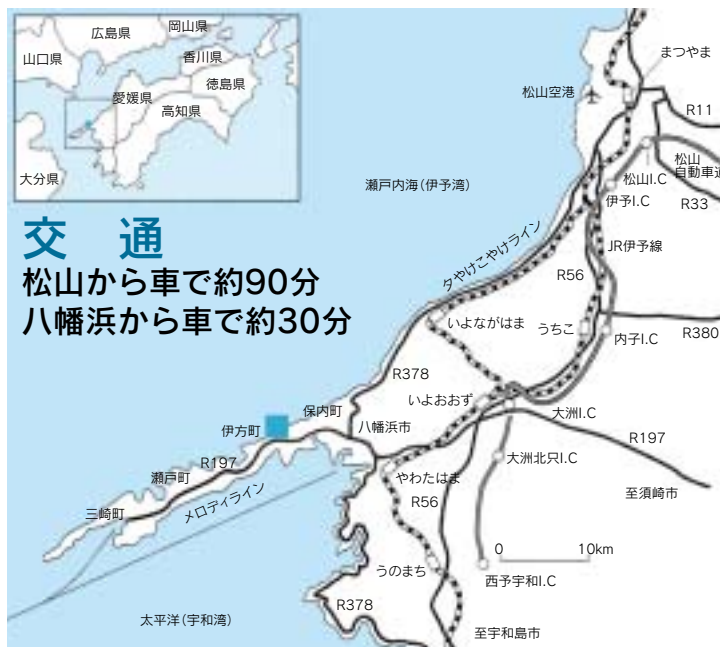 岡山県
広島県
山口県
香川県
徳島県
愛媛県
高知県
大分県
まつやま
松山空港
R11
松山
自動車道
松山I.C
瀬戸内海(伊予湾)
伊予I.C
R33
交 通
松山から車で約90分
八幡浜から車で約30分
夕やけこやけライン
JR伊予線
R56
いよながはま
うちこ
内子I.C
R380
R378
いよおおず
保内町
大洲I.C
伊方町
八幡浜市
R197
大洲北只I.C
瀬戸町
R197
やわたはま
メロディライン
R56
至須崎市
三崎町
0 10km
うのまち
西予宇和I.C
R378
太平洋(宇和湾)
至宇和島市